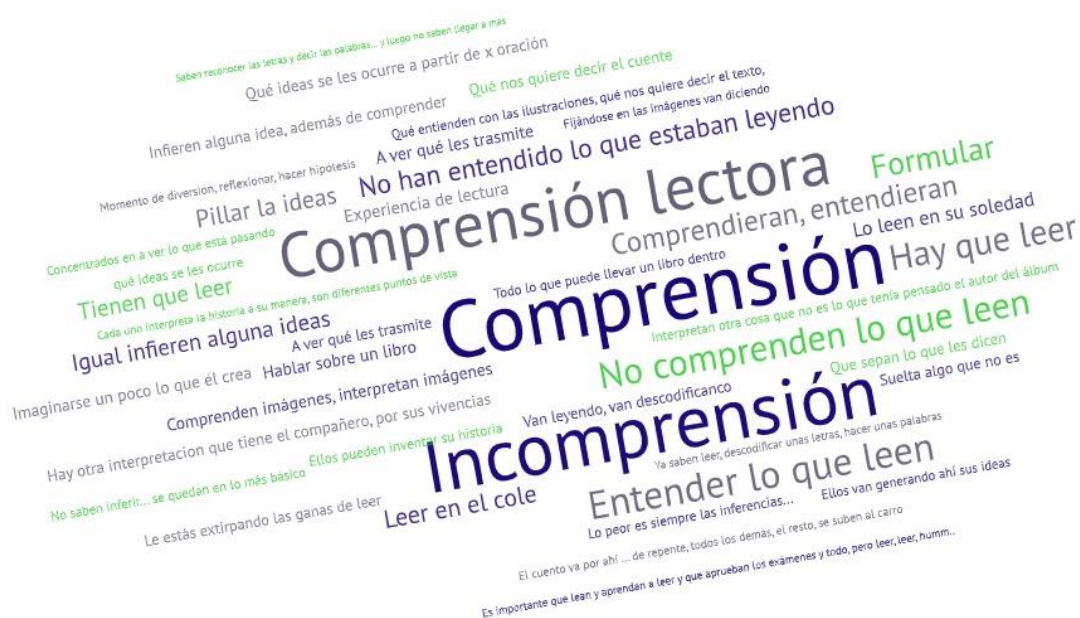 Saben reconocer las letras y decir las palabras... y luego no saben llegar a más
Qué ideas se les ocurre a partir de x oración
Qué nos quiere decir el cuente
Infieren alguna idea, además de comprender
Qué entienden con las ilustraciones, qué nos quiere decir el texto,
A ver qué les trasmite
Fijándose en las imágenes van diciendo
Momento de diversión, reflexionar, hacer hipótesis
No han entendido lo que estaban leyendo
Pillar la ideas
Experiencia de lectura
Comprensión lectora
Formular
Concentrados en a ver lo que está pasando
Comprendieran, entendieran
qué ideas se les ocurre
Lo leen en su soledad
Tienen que leer
Todo lo que puede llevar un libro dentro
Hay que leer
Cada uno interpreta la historia a su manera, son diferentes puntos de vista
Comprensión
Igual infieren alguna ideas
A ver qué les trasmite
Interpretan otra cosa que no es lo que tenía pensado el autor del álbum
Hablar sobre un libro
No comprenden lo que leen
Imaginarse un poco lo que él crea
Que sepan lo que les dicen
Comprenden imágenes, interpretan imágenes
Suelta algo que no es
Van leyendo, van descodificanco
Hay otra interpretacion que tiene el compañero, por sus vivencias
Incomprensión
Ellos pueden inventar su historia
Ya saben leer, descodificar unas letras, hacer unas palabras
No saben inferir... se quedan en lo más básico
Entender lo que leen
Le estás extirpando las ganas de leer
Leer en el cole
Ellos van generando ahí sus ideas
Lo peor es siempre las inferencias...
El cuento va por ahí ... de repente, todos los demás, el resto, se suben al carro
Es importante que lean y aprendan a leer y que aprueban los exámenes y todo, pero leer, leer, humm..